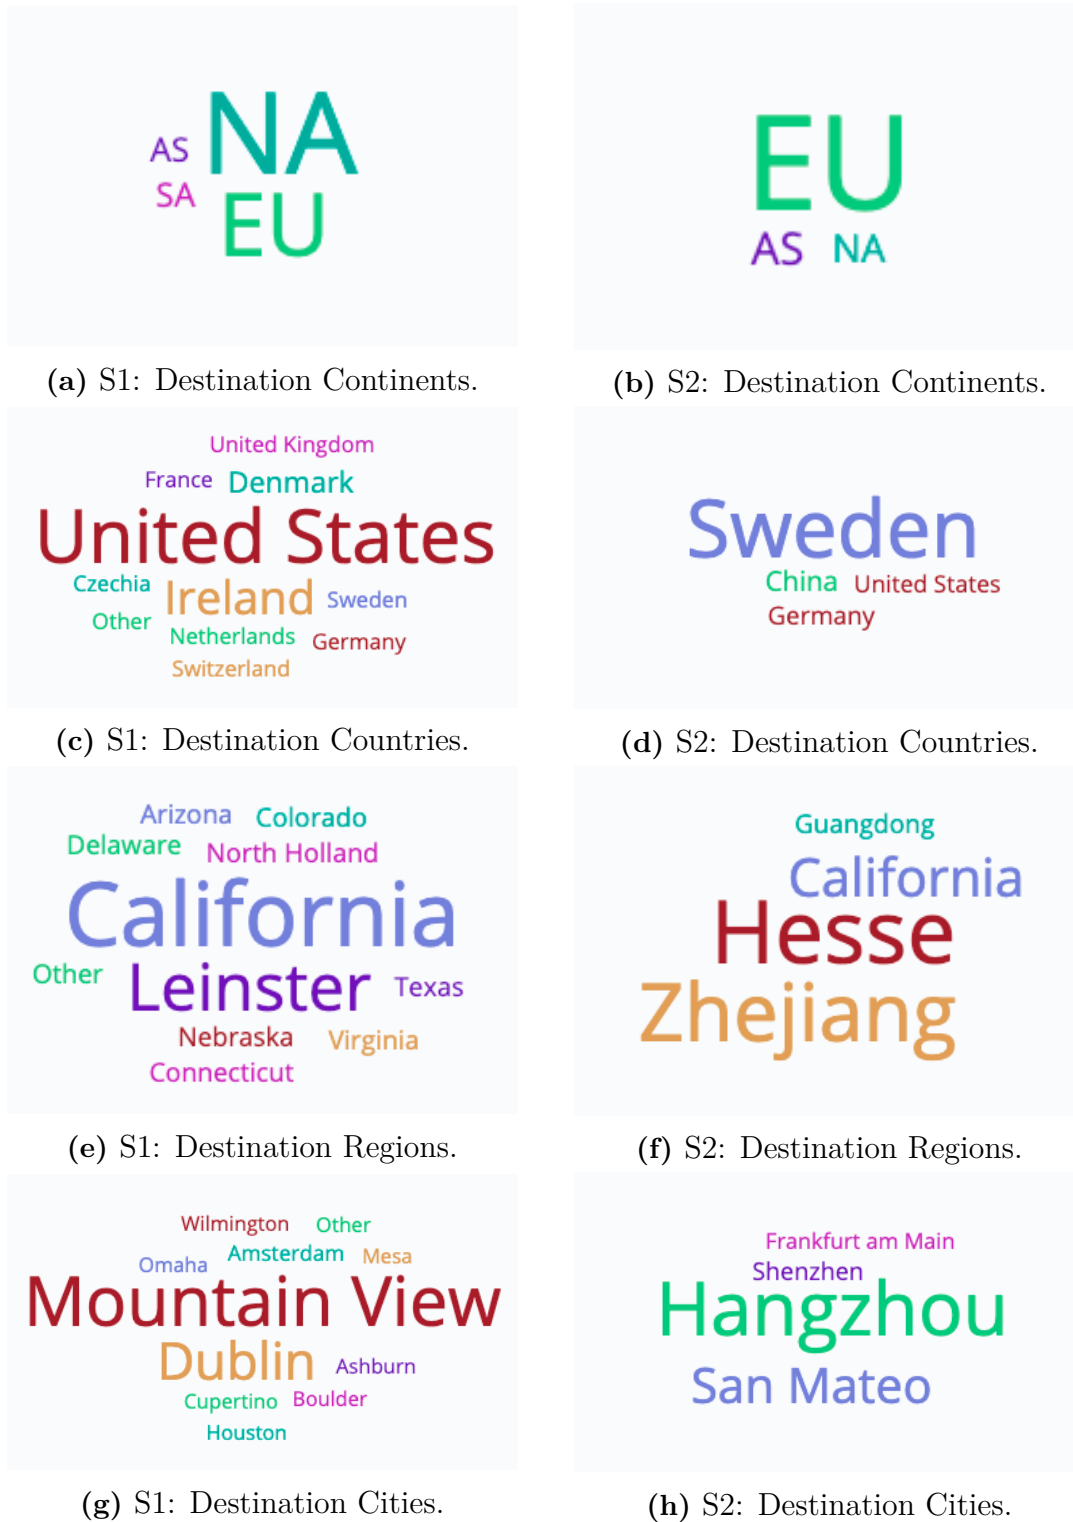 NA
AS
SA
EU
(a) S1: Destination Continents.
EU
AS NA
(b) S2: Destination Continents.
United Kingdom
France Denmark
United States
Czechia Ireland Sweden
Other
Netherlands Germany
Switzerland
(c) S1: Destination Countries.
Sweden
China United States
Germany
(d) S2: Destination Countries.
Arizona Colorado
Delaware North Holland
California
Other Leinster Texas
Nebraska Virginia
Connecticut
(e) S1: Destination Regions.
Guangdong
California
Hesse
Zhejiang
(f) S2: Destination Regions.
Wilmington Other
Omaha Amsterdam Mesa
Mountain View
Dublin Ashburn
Cupertino Boulder
Houston
(g) S1: Destination Cities.
Frankfurt am Main
Shenzhen
Hangzhou
San Mateo
(h) S2: Destination Cities.